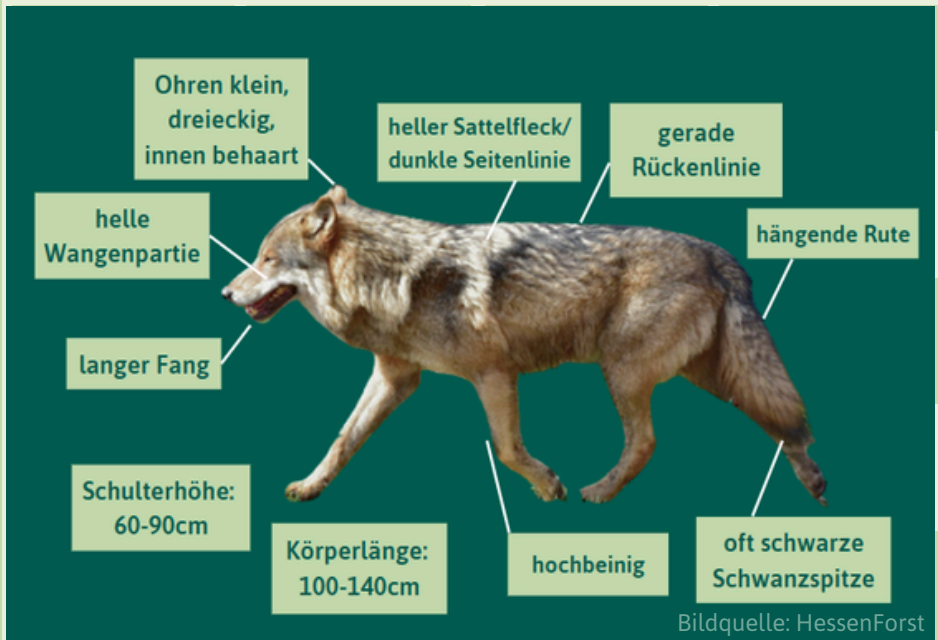 Ohren klein,
dreieckig,
innen behaart
heller Sattelfleck/
dunkle Seitenlinie
gerade
Rückenlinie
helle
Wangenpartie
hängende Rute
langer Fang
Schulterhöhe:
60-90cm
Körperlänge:
100-140cm
hochbeinig
oft schwarze
Schwanzspitze
Bildquelle: HessenForst